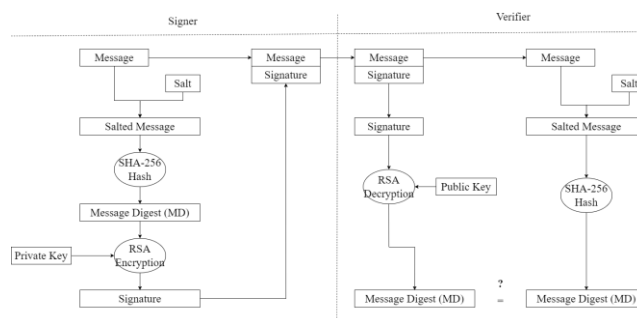 Signer
Verifier
Message
Message
Signature
Message
Signature
Message
Salt
Salt
Salted Message
Signature
Salted Message
SHA-256
Hash
RSA
Decryption
Public Key
SHA-256
Hash
Message Digest (MD)
Private Key
RSA
Encryption
Signature
Message Digest (MD)
?
=
Message Digest (MD)